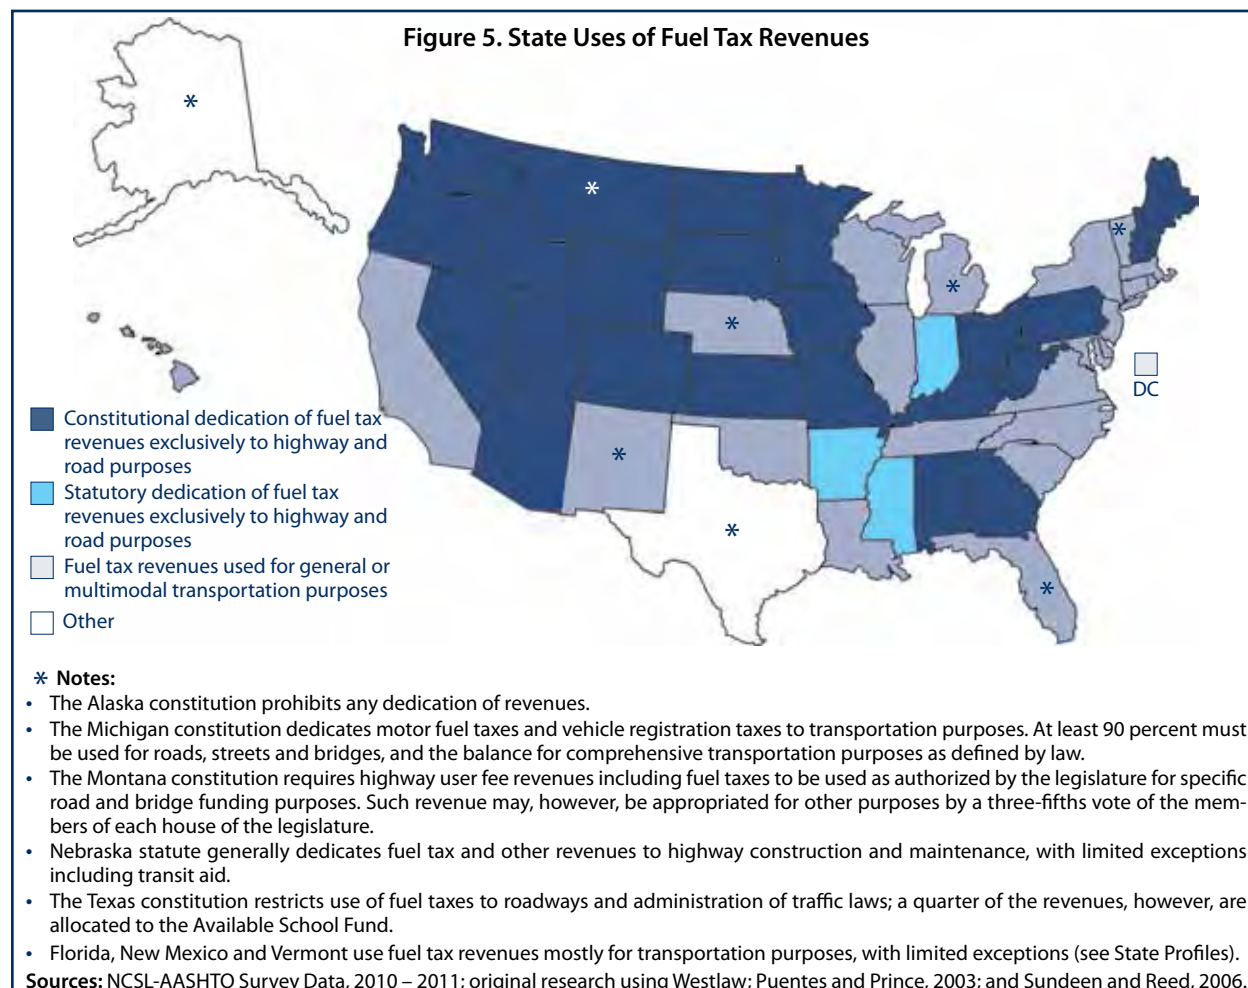 Figure 5. State Uses of Fuel Tax Revenues
*
*
*
*
*
DC
Constitutional dedication of fuel tax
revenues exclusively to highway and
road purposes
*
Statutory dedication of fuel tax
revenues exclusively to highway and
road purposes
*
Fuel tax revenues used for general or
multimodal transportation purposes
*
Other
* Notes:
• The Alaska constitution prohibits any dedication of revenues.
• The Michigan constitution dedicates motor fuel taxes and vehicle registration taxes to transportation purposes. At least 90 percent must
be used for roads, streets and bridges, and the balance for comprehensive transportation purposes as defined by law.
• The Montana constitution requires highway user fee revenues including fuel taxes to be used as authorized by the legislature for specific
road and bridge funding purposes. Such revenue may, however, be appropriated for other purposes by a three-fifths vote of the mem-
bers of each house of the legislature.
• Nebraska statute generally dedicates fuel tax and other revenues to highway construction and maintenance, with limited exceptions
including transit aid.
• The Texas constitution restricts use of fuel taxes to roadways and administration of traffic laws; a quarter of the revenues, however, are
allocated to the Available School Fund.
• Florida, New Mexico and Vermont use fuel tax revenues mostly for transportation purposes, with limited exceptions (see State Profiles).
Sources: NCSL-AASHTO Survey Data, 2010 – 2011; original research using Westlaw; Puentes and Prince, 2003; and Sundeen and Reed, 2006.